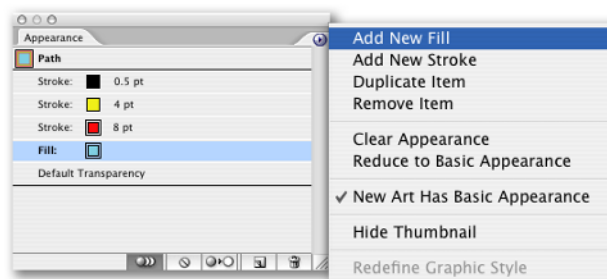 Appearance
Path
Stroke: 0.5 pt
Stroke: 4 pt
Stroke: 8 pt
Fill:
Default Transparency
Add New Fill
Add New Stroke
Duplicate Item
Remove Item
Clear Appearance
Reduce to Basic Appearance
✓ New Art Has Basic Appearance
Hide Thumbnail
Redefine Graphic Style